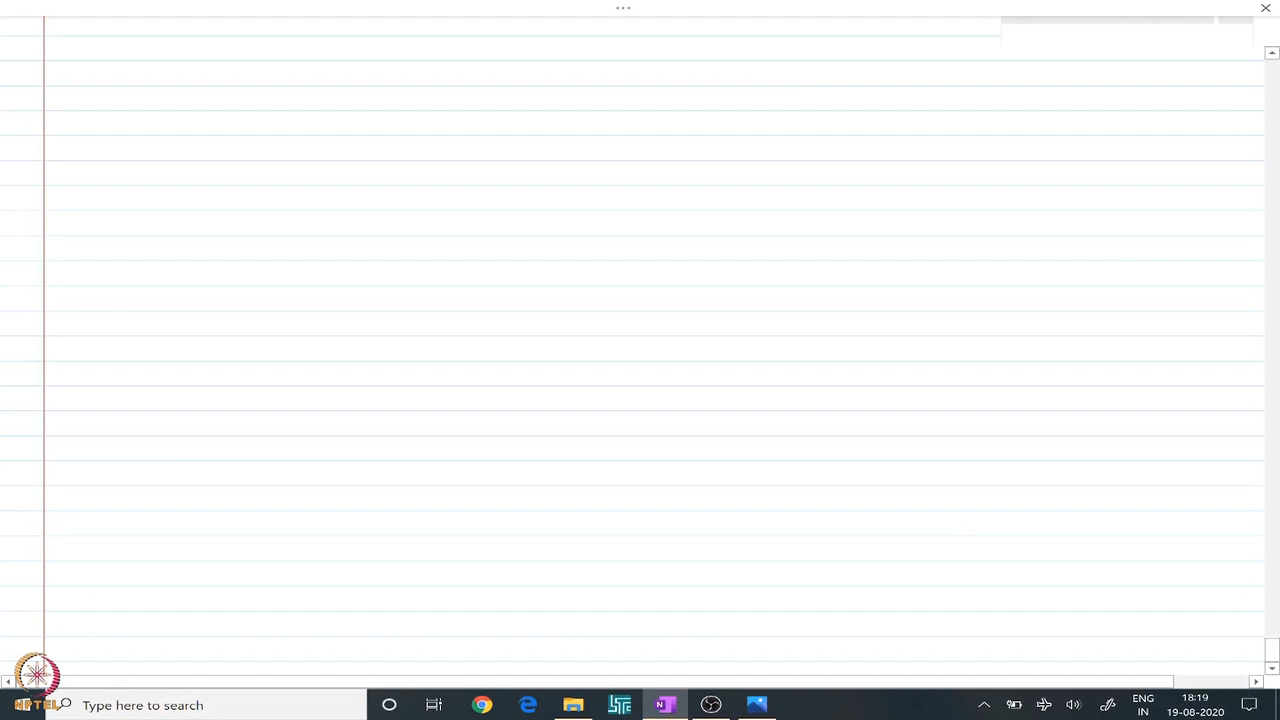 Type here to search
ENG
IN
18:19
19-08-2020
NPTEL